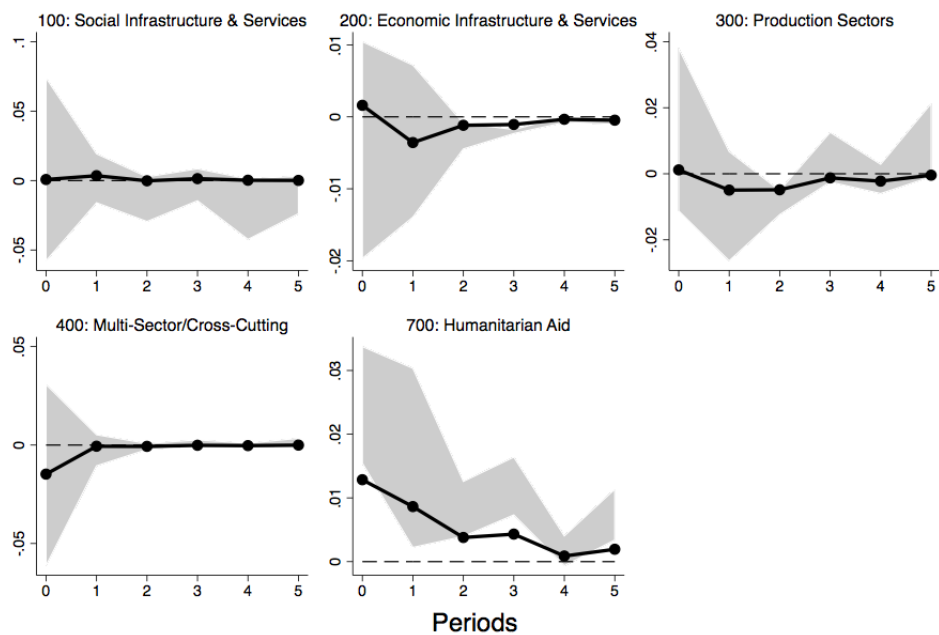 100: Social Infrastructure & Services
200: Economic Infrastructure & Services
300: Production Sectors
.1
.05
0
-.05
0 1 2 3 4 5
.01
0
-.01
-.02
0 1 2 3 4 5
.04
.02
0
-.02
0 1 2 3 4 5
400: Multi-Sector/Cross-Cutting
700: Humanitarian Aid
.05
0
-.05
0 1 2 3 4 5
.03
.02
.01
0
0 1 2 3 4 5
Periods